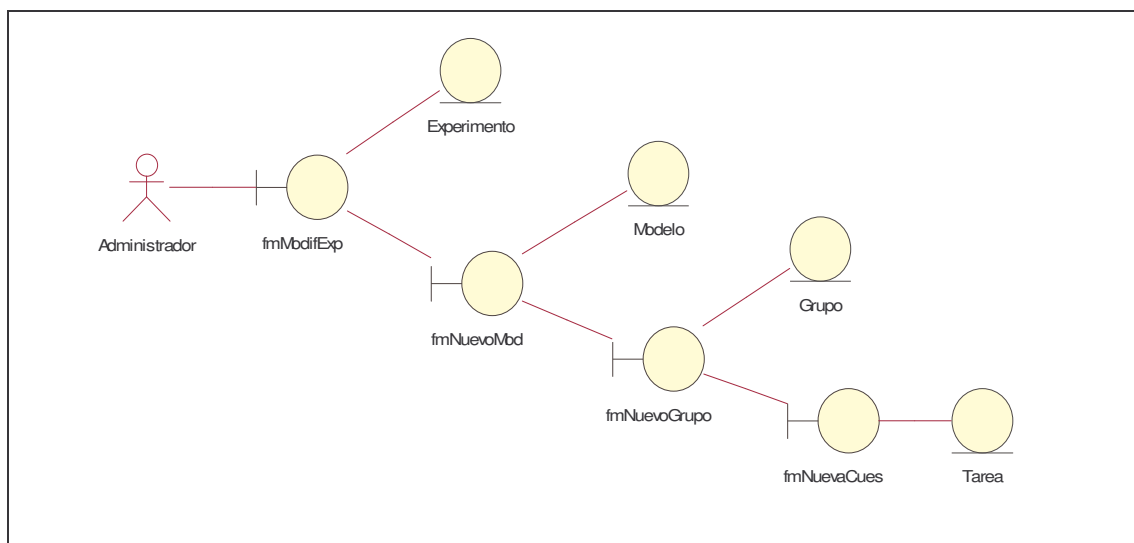 Experimento
Administrador
fmModifExp
Modelo
fmNuevoMod
Grupo
fmNuevoGrupo
fmNuevaCues
Tarea